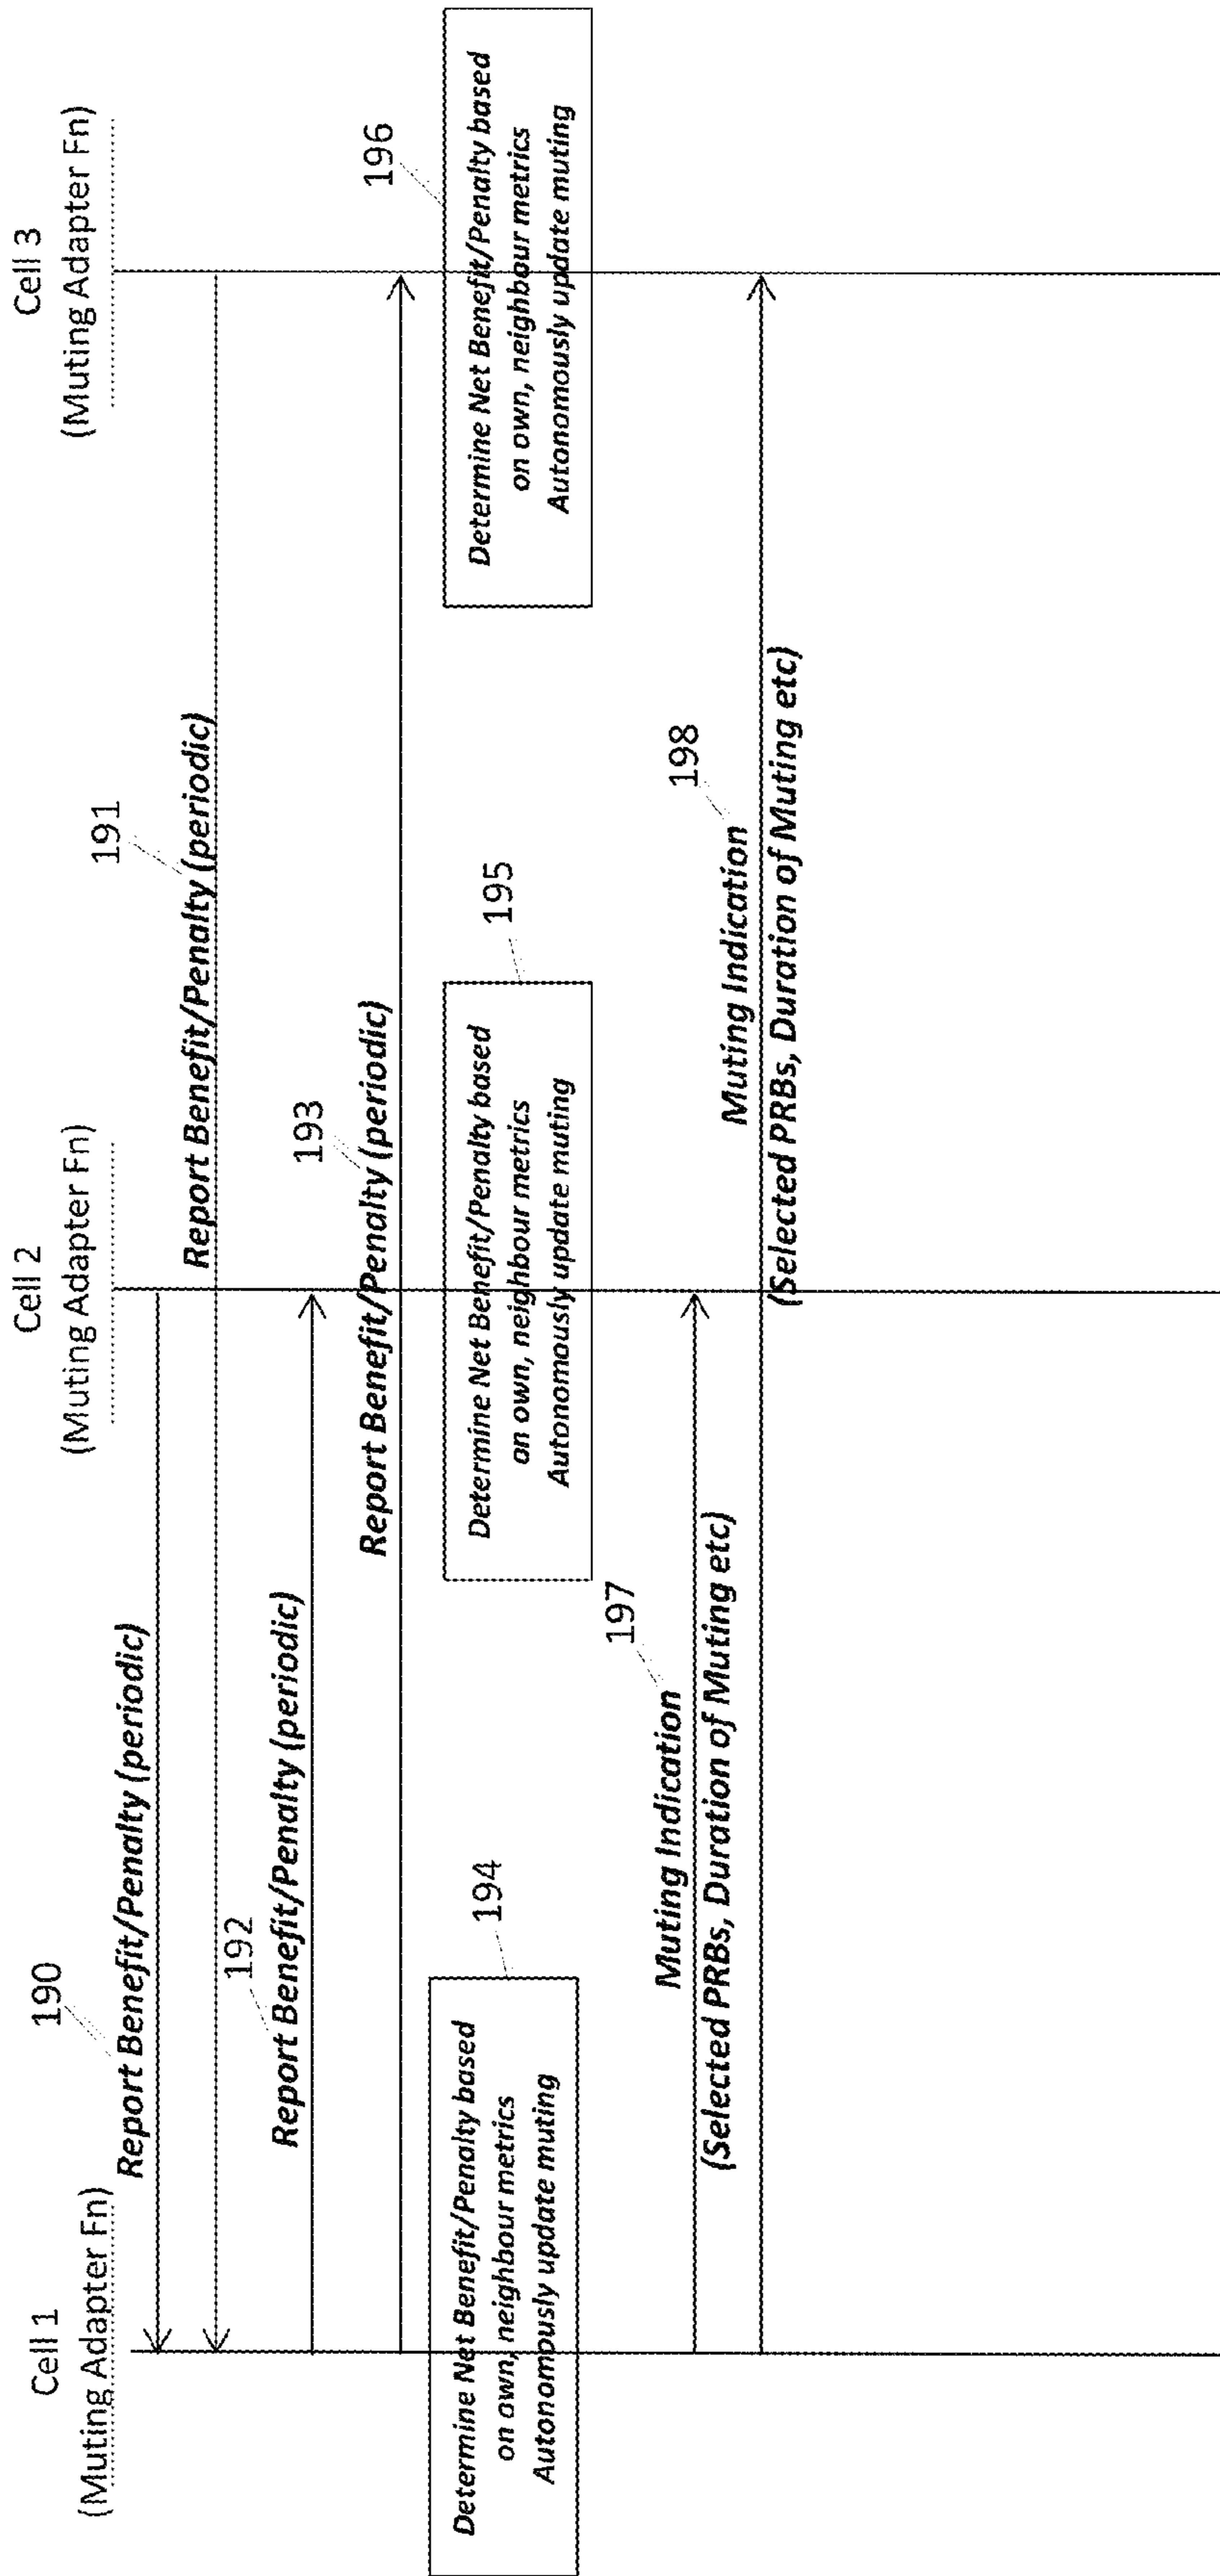 Cell 1
(Muting Adapter Fn)
Cell 2
(Muting Adapter Fn)
Cell 3
(Muting Adapter Fn)
190
Report Benefit/Penalty (periodic)
191
Report Benefit/Penalty (periodic)
192
Report Benefit/Penalty (periodic)
193
Report Benefit/Penalty (periodic)
194
Determine Net Benefit/Penalty based
on own, neighbour metrics
Autonomously update muting
195
Determine Net Benefit/Penalty based
on own, neighbour metrics
Autonomously update muting
196
Determine Net Benefit/Penalty based
on own, neighbour metrics
Autonomously update muting
197
Muting Indication
(Selected PRBs, Duration of Muting etc)
198
Muting Indication
(Selected PRBs, Duration of Muting etc)